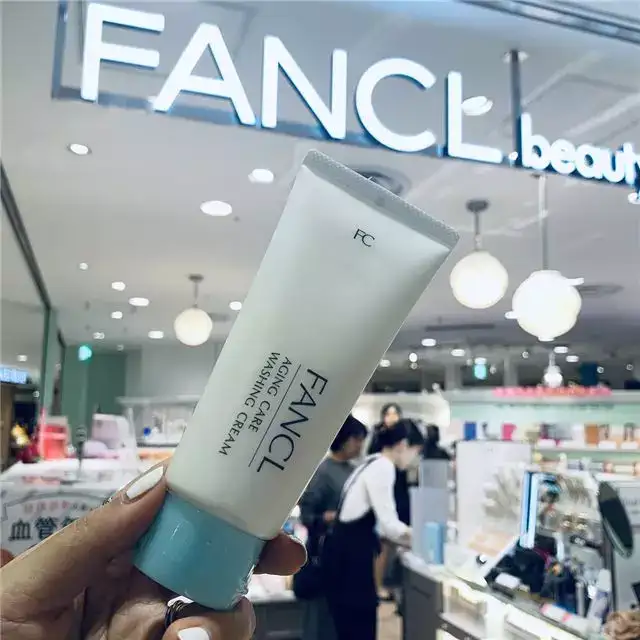 FANCL
beauty
FC
FANCL
AGING CARE
WASHING CREAM
血管